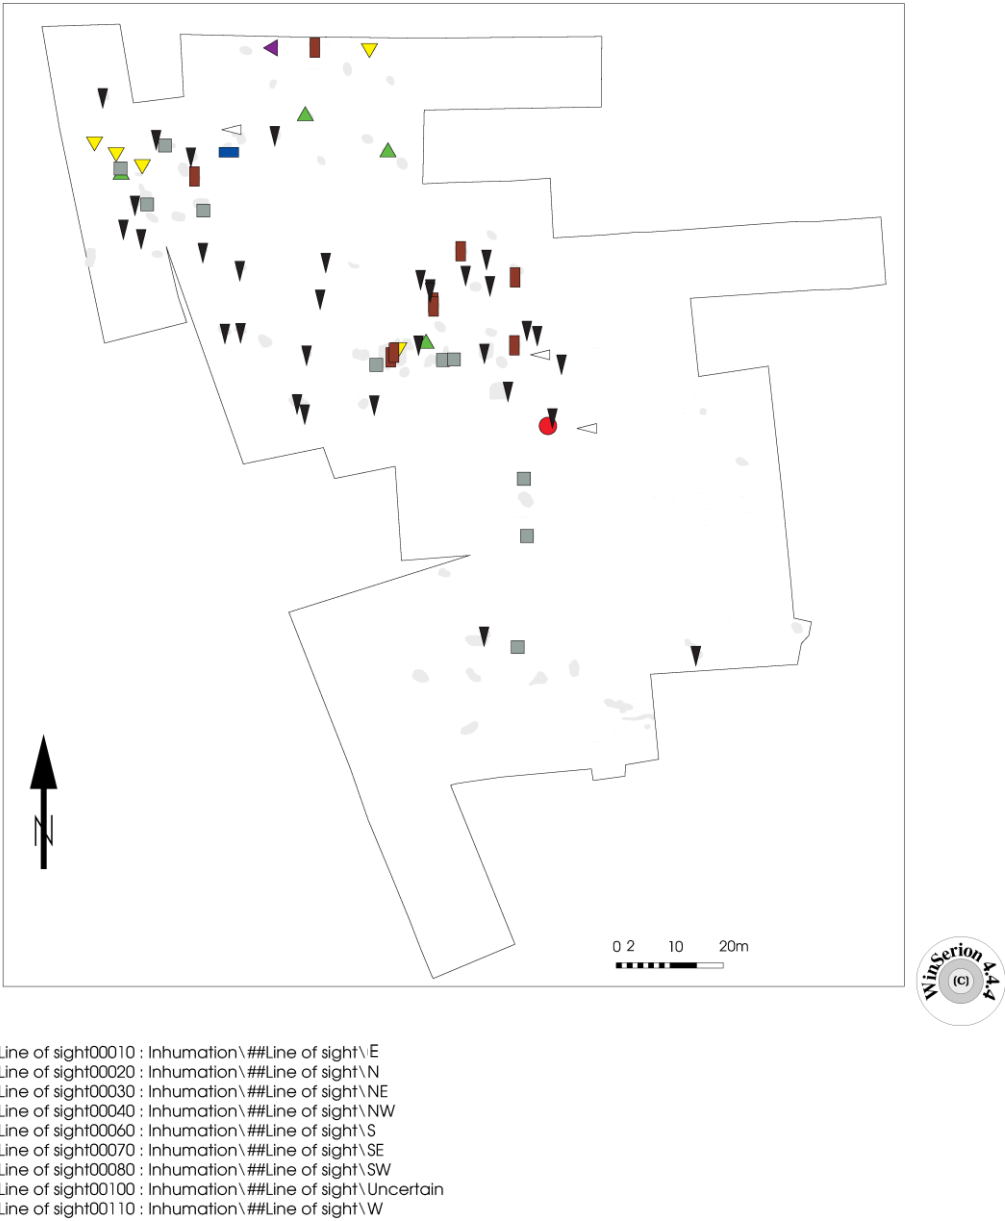 N
0 2 10 20m
WinSerion 4.4.4
(C)
Line of sight00010 : Inhumation\##Line of sight\E
Line of sight00020 : Inhumation\##Line of sight\N
Line of sight00030 : Inhumation\##Line of sight\NE
Line of sight00040 : Inhumation\##Line of sight\NW
Line of sight00060 : Inhumation\##Line of sight\S
Line of sight00070 : Inhumation\##Line of sight\SE
Line of sight00080 : Inhumation\##Line of sight\SW
Line of sight00100 : Inhumation\##Line of sight\Uncertain
Line of sight00110 : Inhumation\##Line of sight\W